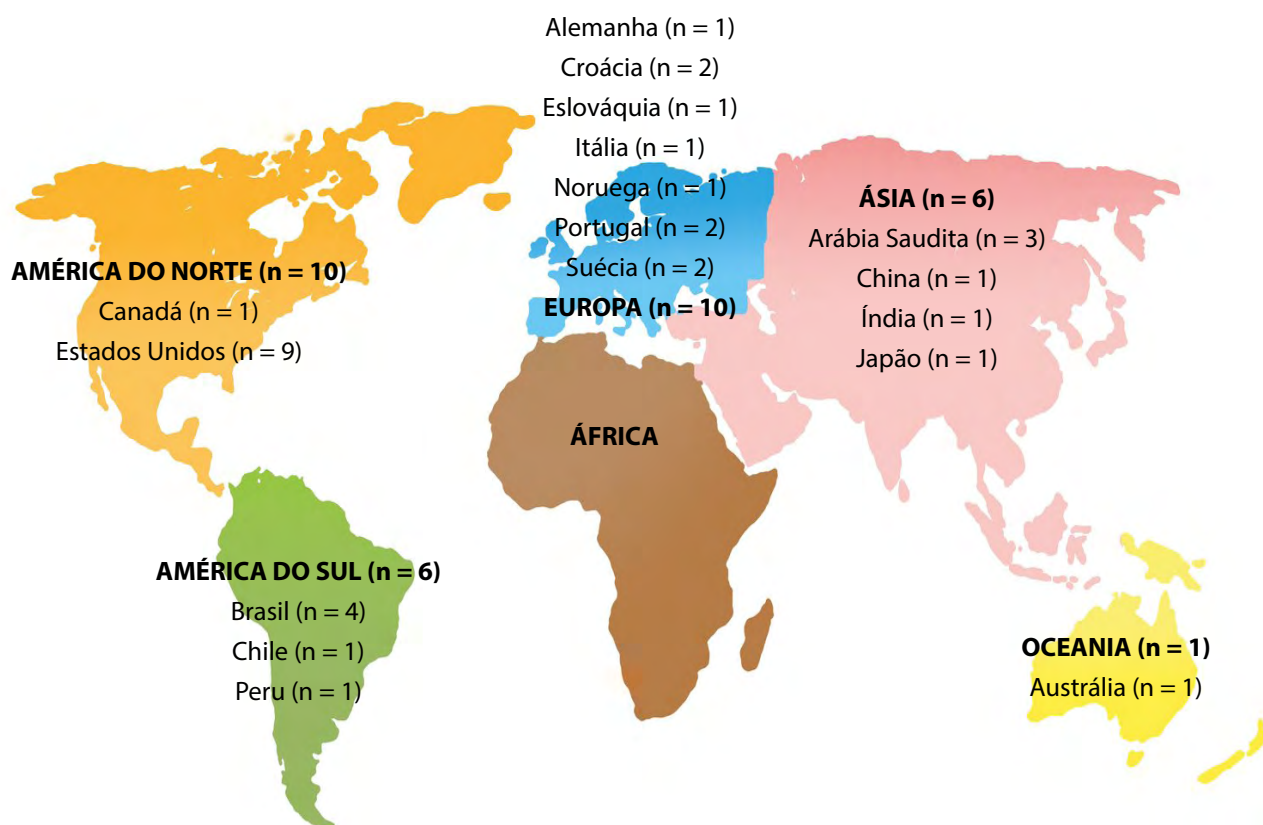 Alemanha (n = 1)
Croácia (n = 2)
Eslováquia (n = 1)
Itália (n = 1)
Noruega (n = 1)
Portugal (n = 2)
Suécia (n = 2)
EUROPA (n = 10)
AMÉRICA DO NORTE (n = 10)
Canadá (n = 1)
Estados Unidos (n = 9)
ÁSIA (n = 6)
Arábia Saudita (n = 3)
China (n = 1)
Índia (n = 1)
Japão (n = 1)
ÁFRICA
AMÉRICA DO SUL (n = 6)
Brasil (n = 4)
Chile (n = 1)
Peru (n = 1)
OCEANIA (n = 1)
Austrália (n = 1)